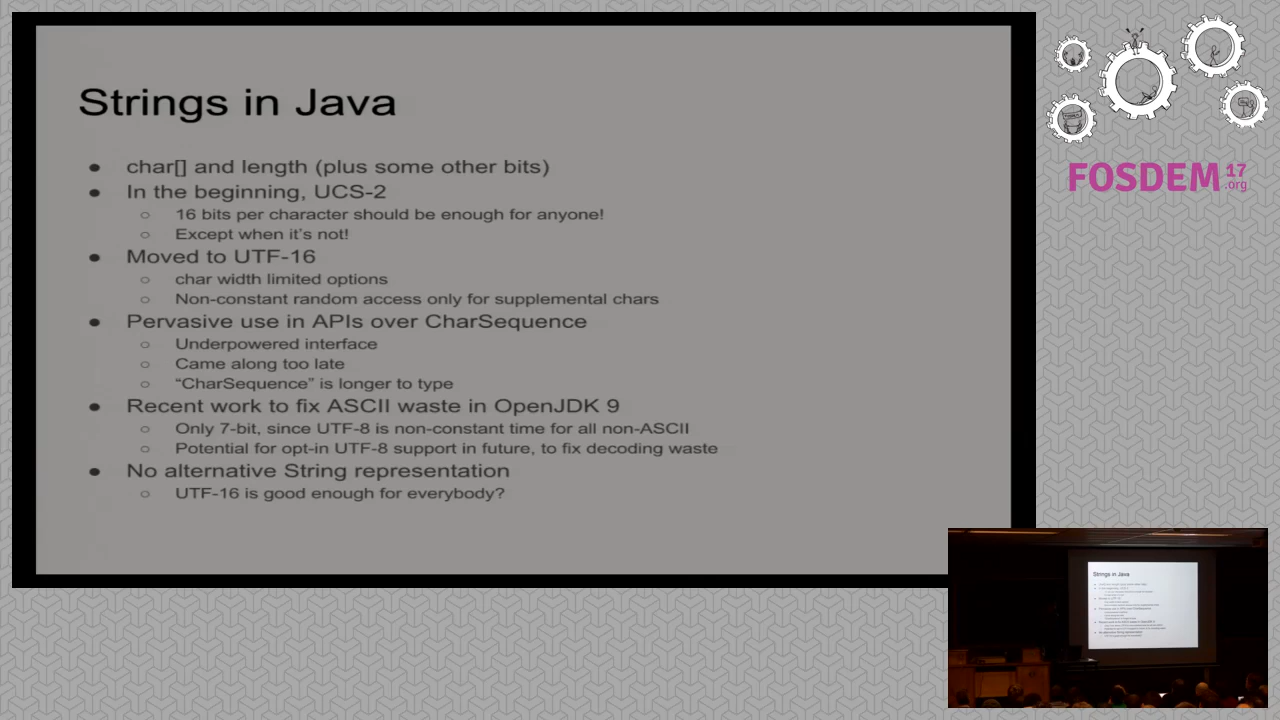 Strings in Java
● char[] and length (plus some other bits)
● In the beginning, UCS-2
○ 16 bits per character should be enough for anyone!
○ Except when it's not!
● Moved to UTF-16
○ char width limited options
○ Non-constant random access only for supplemental chars
● Pervasive use in APIs over CharSequence
○ Underpowered interface
○ Came along too late
○ “CharSequence” is longer to type
● Recent work to fix ASCII waste in OpenJDK 9
○ Only 7-bit, since UTF-8 is non-constant time for all non-ASCII
○ Potential for opt-in UTF-8 support in future, to fix decoding waste
● No alternative String representation
○ UTF-16 is good enough for everybody?
FOSDEM 17
.org
Strings in Java